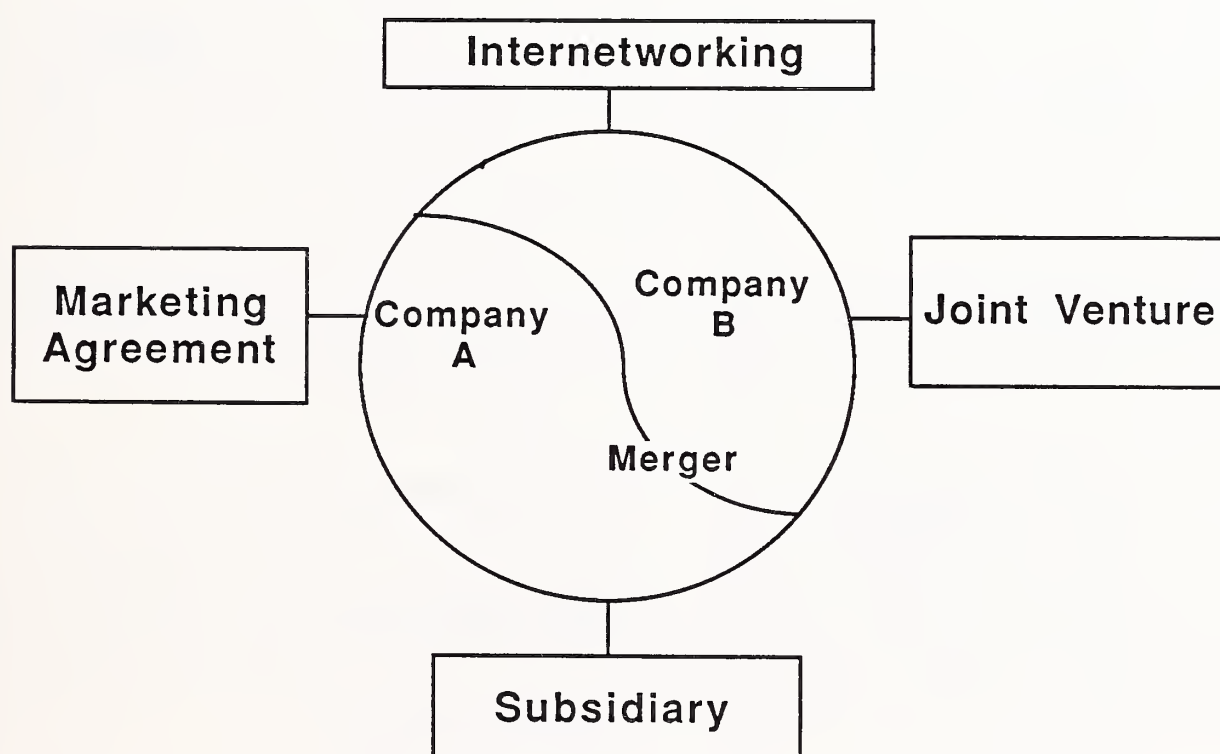 Internetworking
Marketing
Agreement
Company
A
Company
B
Joint Venture
Merger
Subsidiary